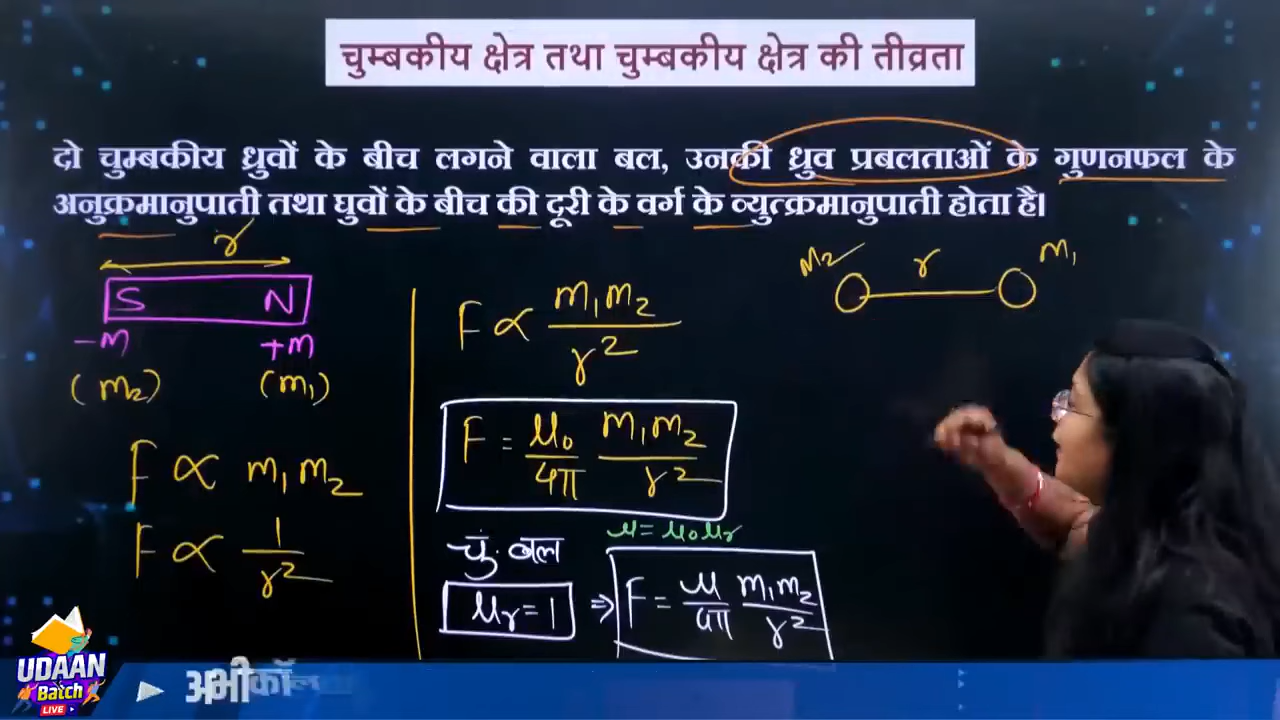 चुम्बकीय क्षेत्र तथा चुम्बकीय क्षेत्र की तीव्रता
दो चुम्बकीय ध्रुवों के बीच लगने वाला बल, उनकी ध्रुव प्रबलताओं के गुणनफल के
अनुक्रमानुपाती तथा घुवों के बीच की दूरी के वर्ग के व्युत्क्रमानुपाती होता है।
r
S N
-m +m
(m₂) (m₁)
F ∝ m₁m₂
F ∝ 1/r²
F ∝ m₁m₂/r²
F = μ₀/4π m₁m₂/r²
चुं. बल
μ = μ₀μr
μr = 1 ⇒ F = μ/4π m₁m₂/r²
m₂ r m₁
UDAAN
Batch
LIVE
अभी कॉल